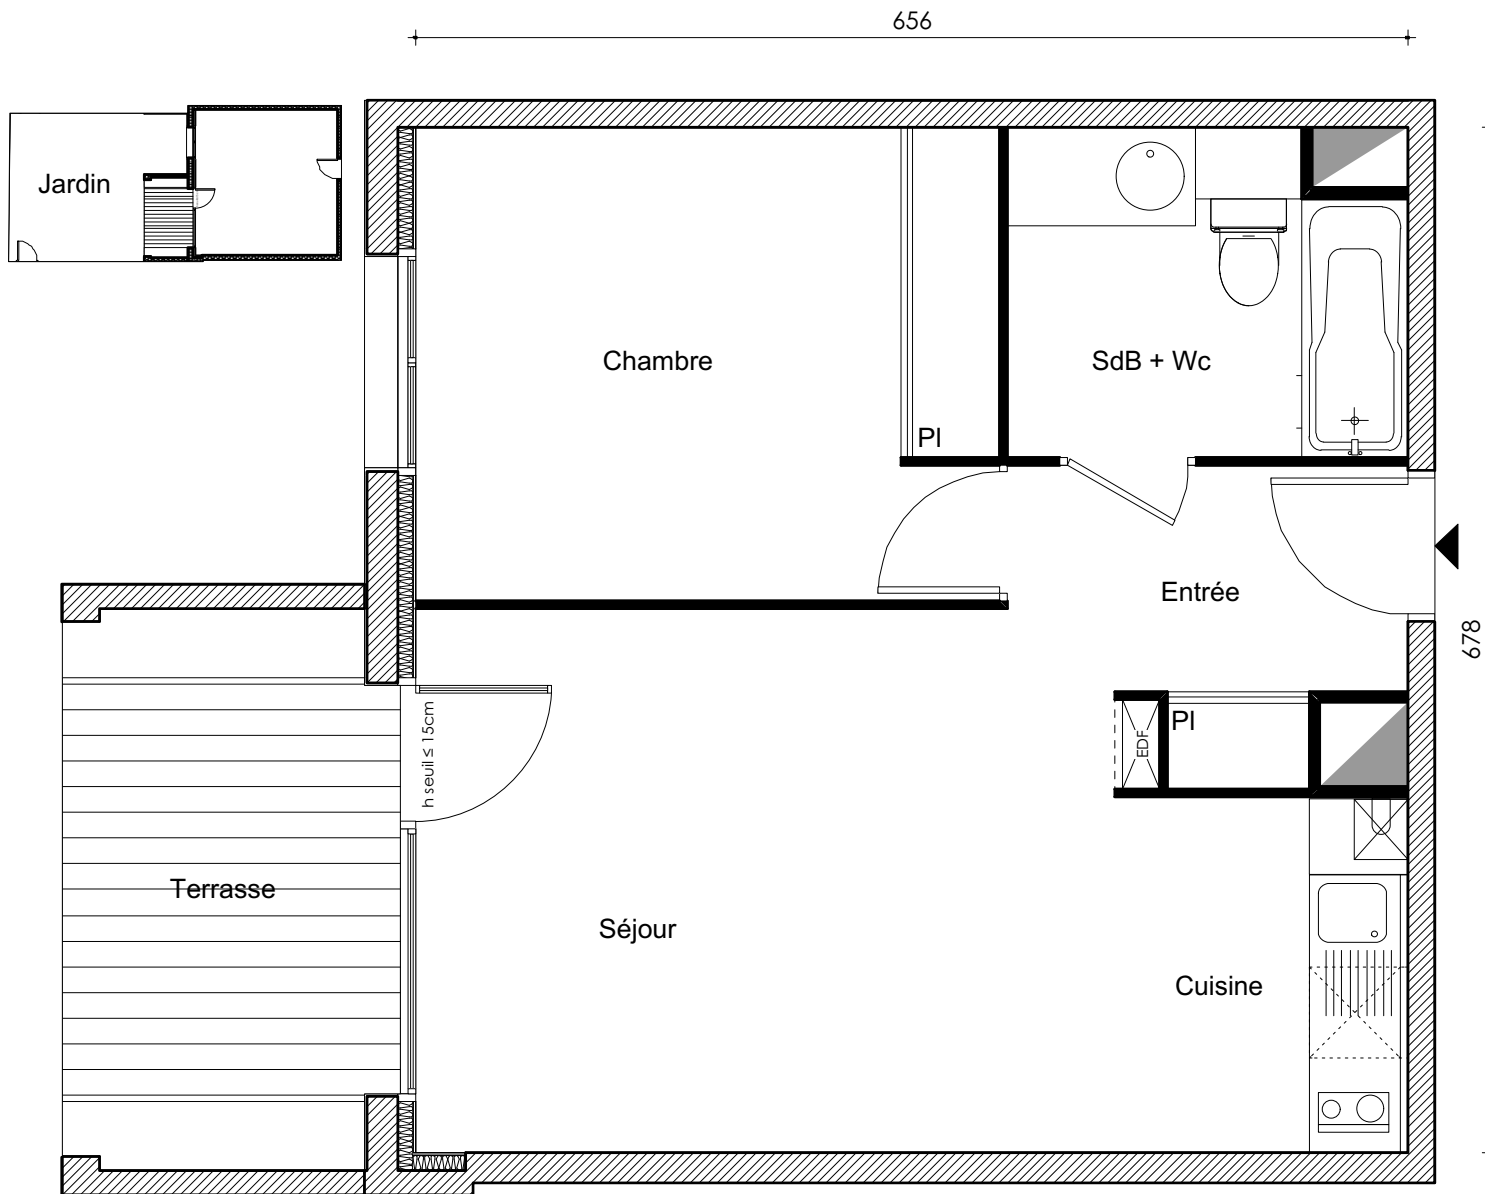 656
Jardin
Chambre
SdB + Wc
Pl
Entrée
678
Pl
EDF
h seuil ≤ 15cm
Terrasse
Séjour
Cuisine